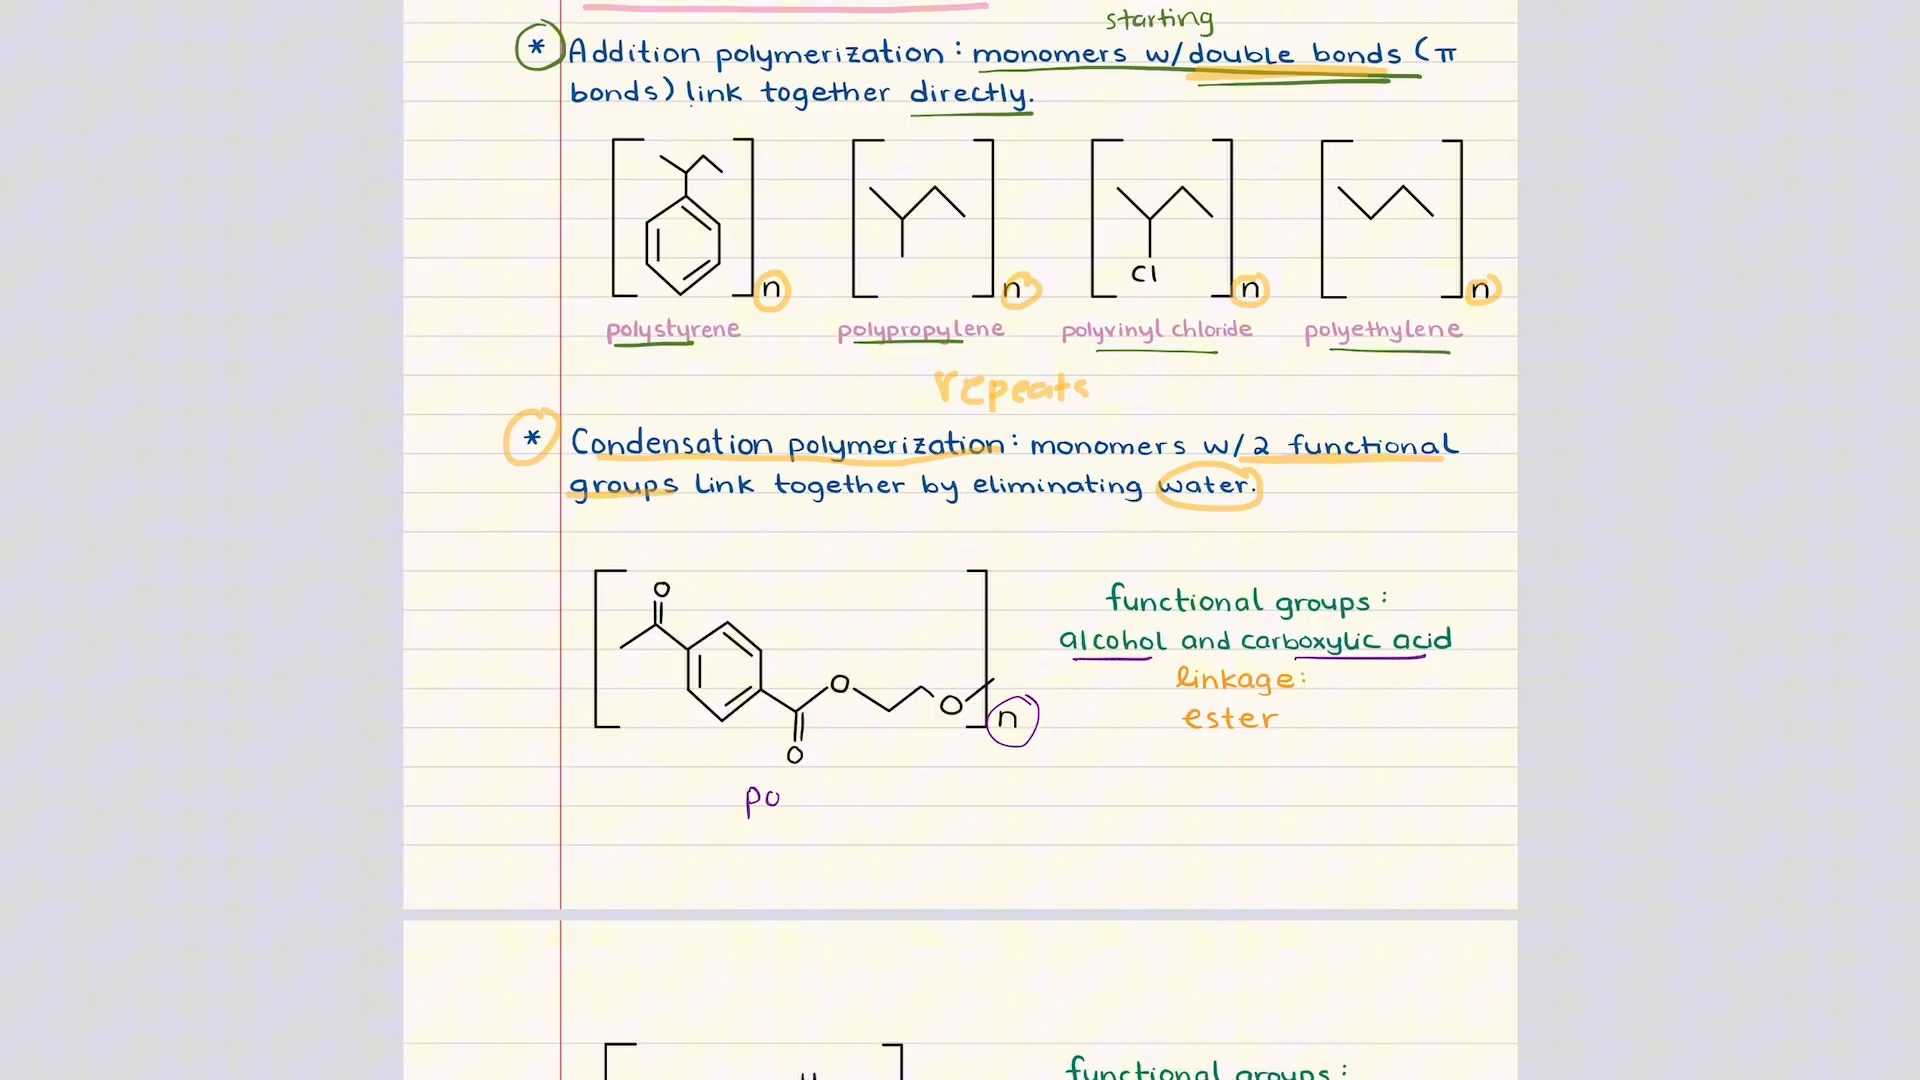 starting
* Addition polymerization: monomers w/double bonds (π
bonds) link together directly.
Cl
n n n n
polystyrene polypropylene polyvinyl chloride polyethylene
repeats
* Condensation polymerization: monomers w/2 functional
groups link together by eliminating water.
O
O
O
O
n
functional groups:
alcohol and carboxylic acid
linkage:
ester
po
H
functional groups: